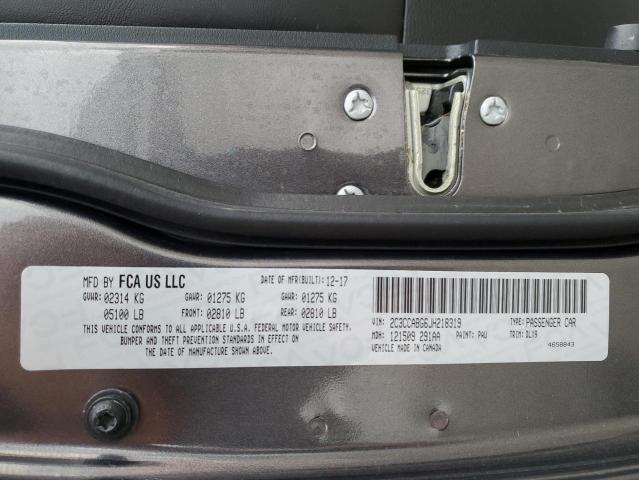 MFD BY FCA US LLC DATE OF MFR(BUILT): 12-17
GVWR: 02314 KG GAWR: 01275 KG GAWR: 01275 KG
05100 LB FRONT: 02810 LB REAR: 02810 LB
THIS VEHICLE CONFORMS TO ALL APPLICABLE U.S.A. FEDERAL MOTOR VEHICLE SAFETY,
BUMPER AND THEFT PREVENTION STANDARDS IN EFFECT ON
THE DATE OF MANUFACTURE SHOWN ABOVE.
VIN: 2C3CCABG6JH218319 TYPE: PASSENGER CAR
MDH: 121509 291AA PAINT: PAU TRIM: DLX9
VEHICLE MADE IN CANADA 4658843